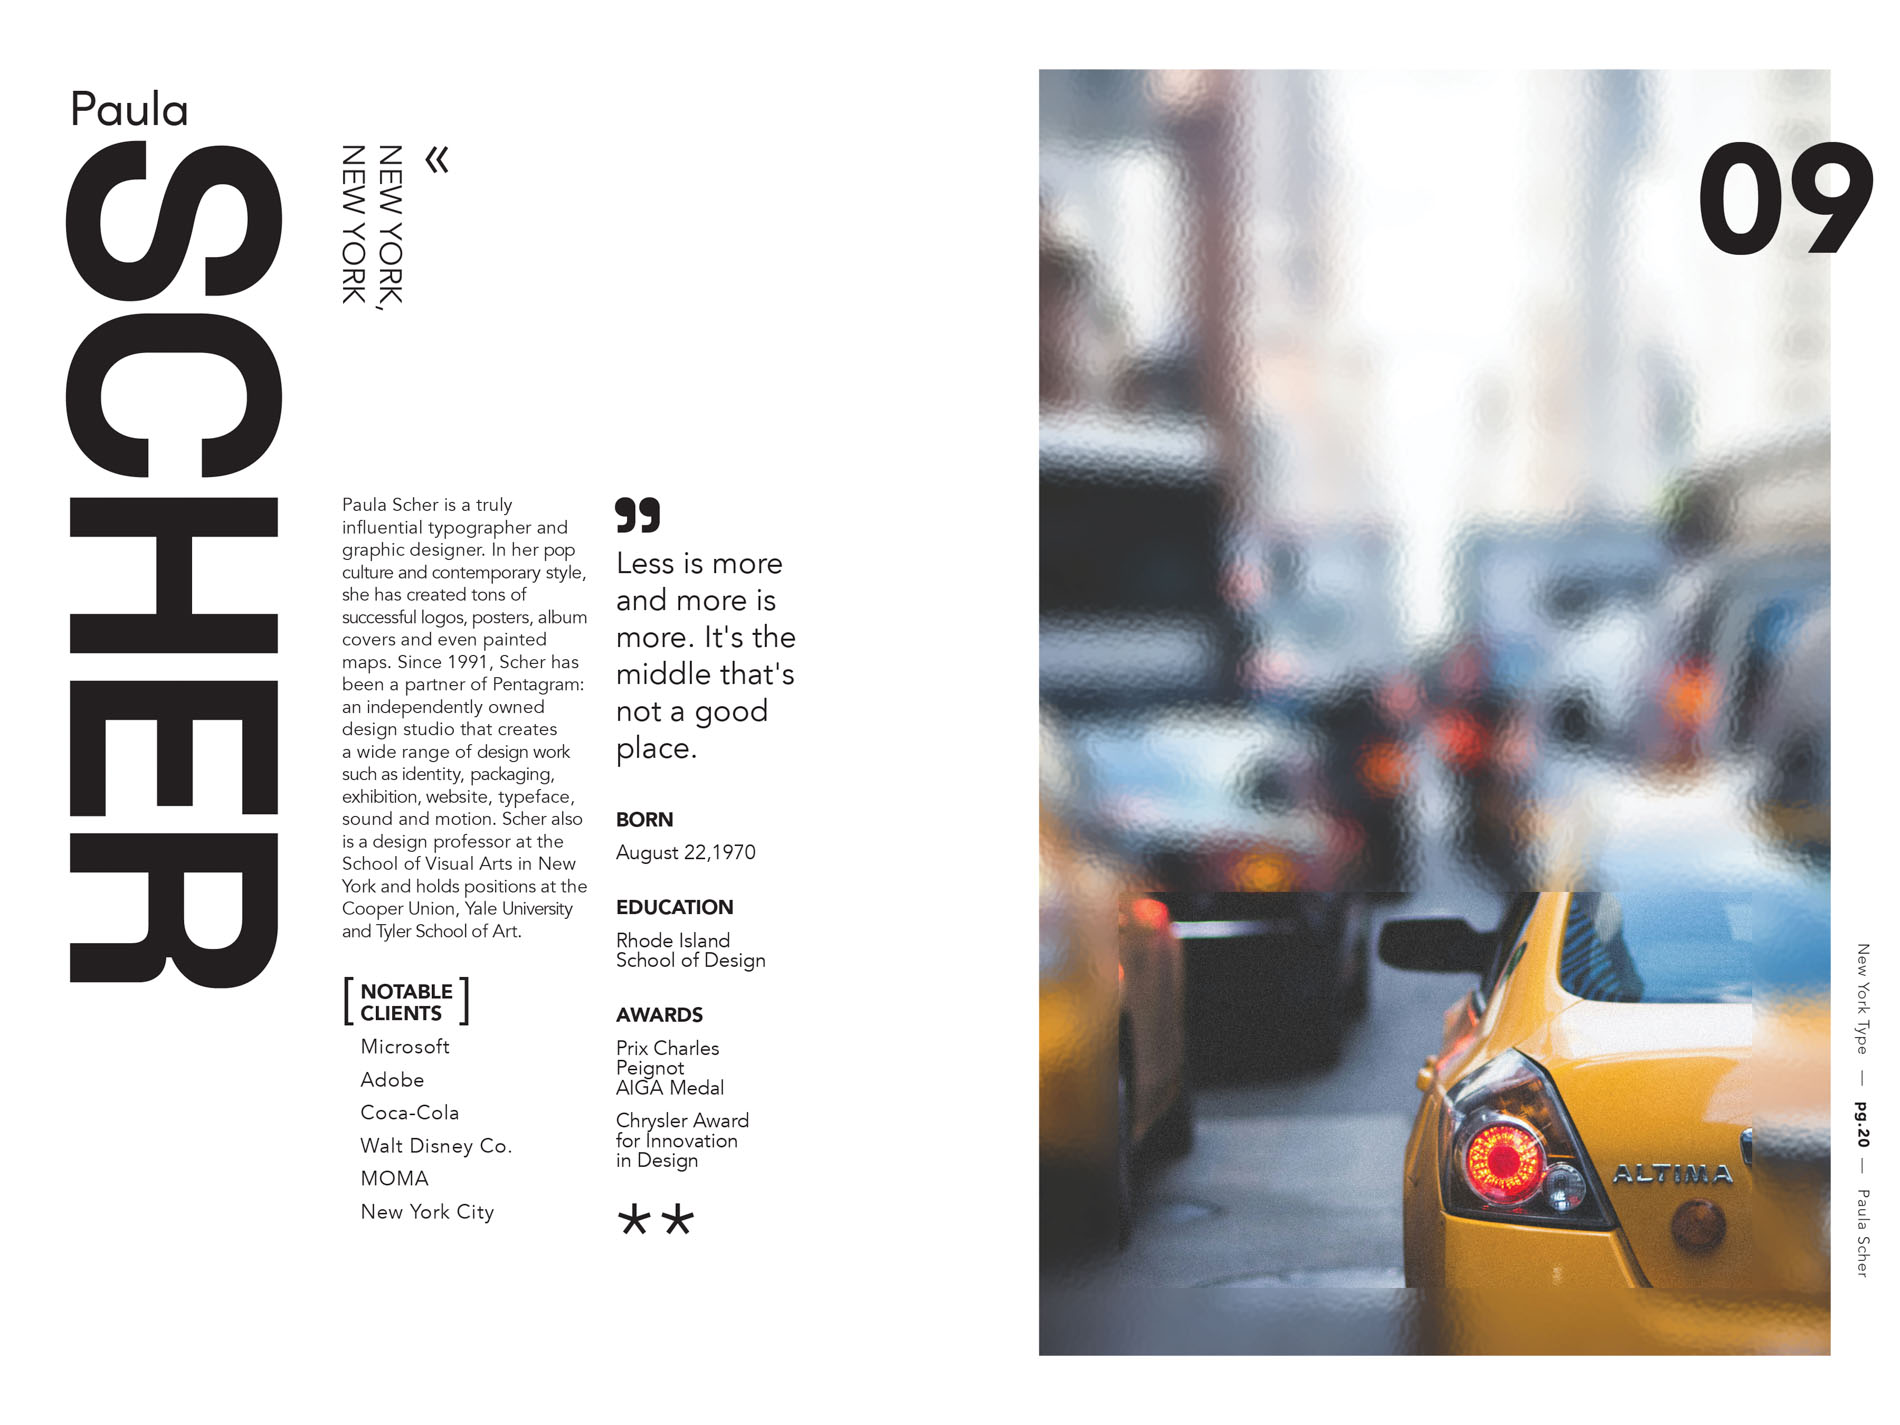 Paula
SCHER
NEW YORK,
NEW YORK
«
Paula Scher is a truly
influential typographer and
graphic designer. In her pop
culture and contemporary style,
she has created tons of
successful logos, posters, album
covers and even painted
maps. Since 1991, Scher has
been a partner of Pentagram:
an independently owned
design studio that creates
a wide range of design work
such as identity, packaging,
exhibition, website, typeface,
sound and motion. Scher also
is a design professor at the
School of Visual Arts in New
York and holds positions at the
Cooper Union, Yale University
and Tyler School of Art.
[NOTABLE
CLIENTS]
Microsoft
Adobe
Coca-Cola
Walt Disney Co.
MOMA
New York City
”
Less is more
and more is
more. It's the
middle that's
not a good
place.
BORN
August 22,1970
EDUCATION
Rhode Island
School of Design
AWARDS
Prix Charles
Peignot
AIGA Medal
Chrysler Award
for Innovation
in Design
**
09
ALTIMA
New York Type — pg.20 — Paula Scher